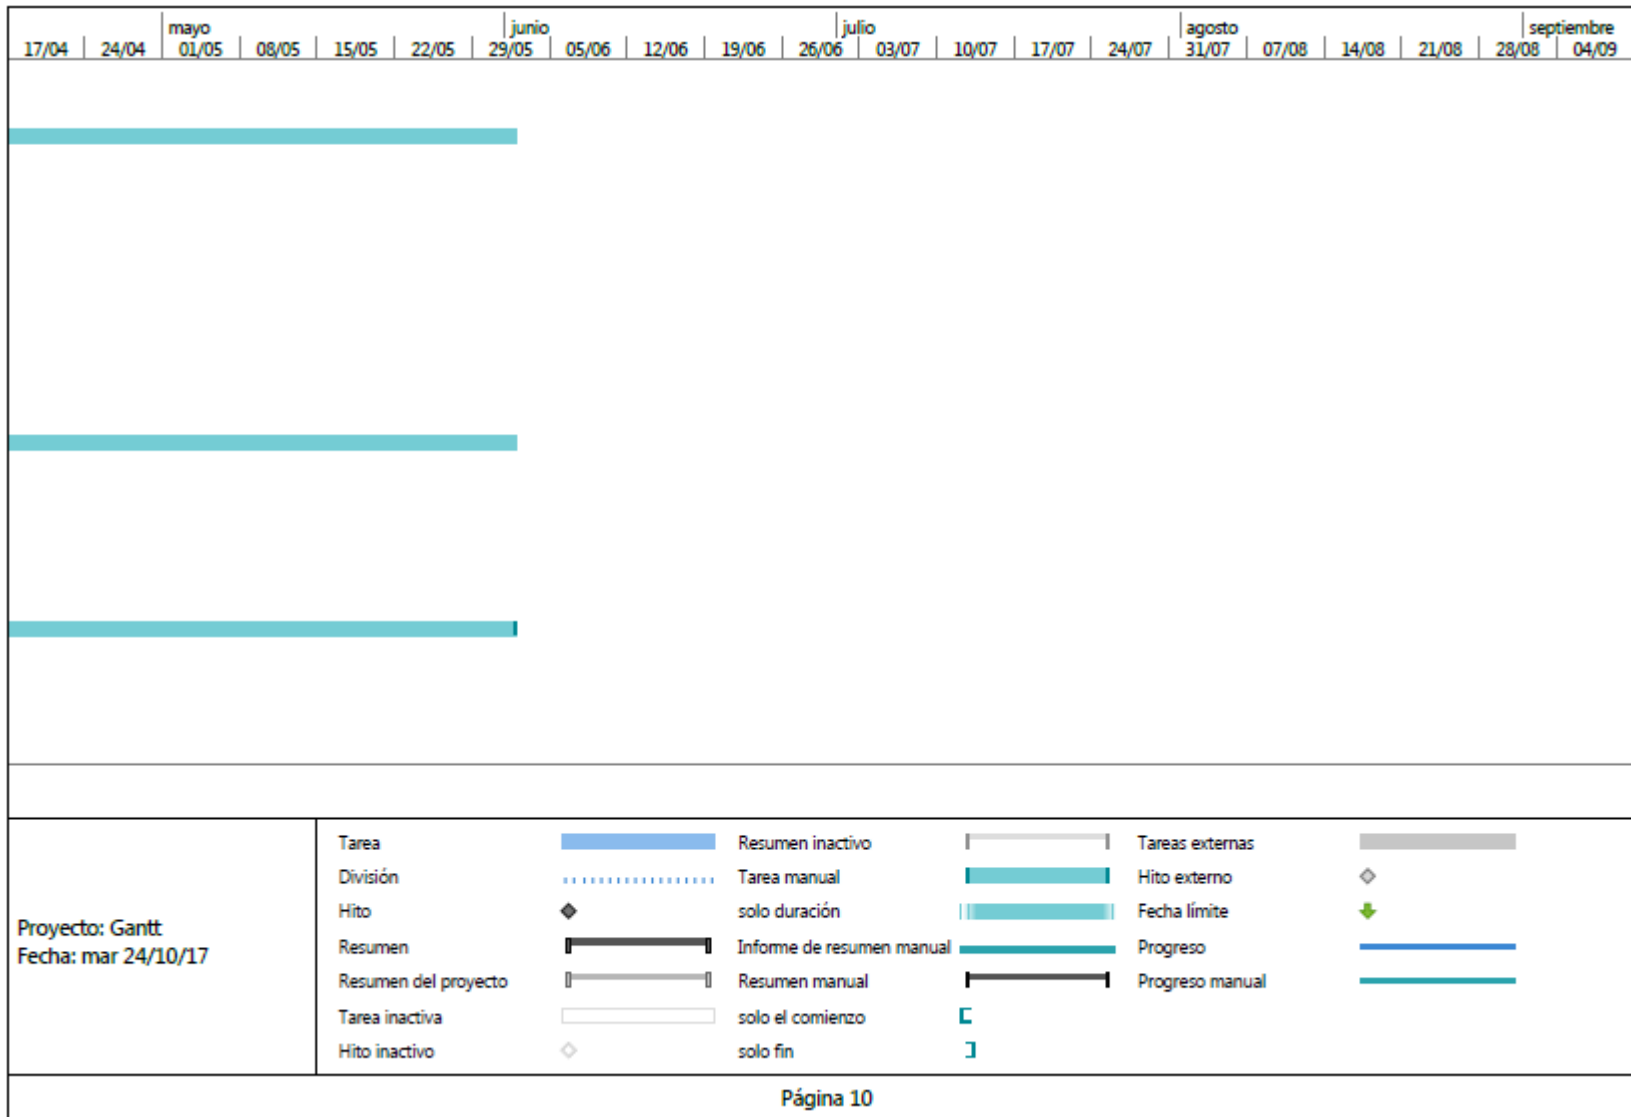 mayo junio julio agosto septiembre
17/04 24/04 01/05 08/05 15/05 22/05 29/05 05/06 12/06 19/06 26/06 03/07 10/07 17/07 24/07 31/07 07/08 14/08 21/08 28/08 04/09
Proyecto: Gantt
Fecha: mar 24/10/17
Tarea
División
Hito
Resumen
Resumen del proyecto
Tarea inactiva
Hito inactivo
Resumen inactivo
Tarea manual
solo duración
Informe de resumen manual
Resumen manual
solo el comienzo
solo fin
Tareas externas
Hito externo
Fecha límite
Progreso
Progreso manual
Página 10